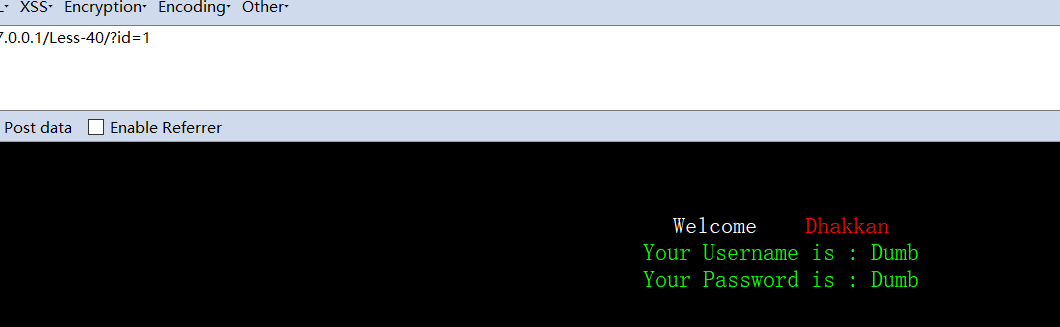 XSS Encryption Encoding Other
7.0.0.1/Less-40/?id=1
Post data Enable Referrer
Welcome Dhakkan
Your Username is : Dumb
Your Password is : Dumb